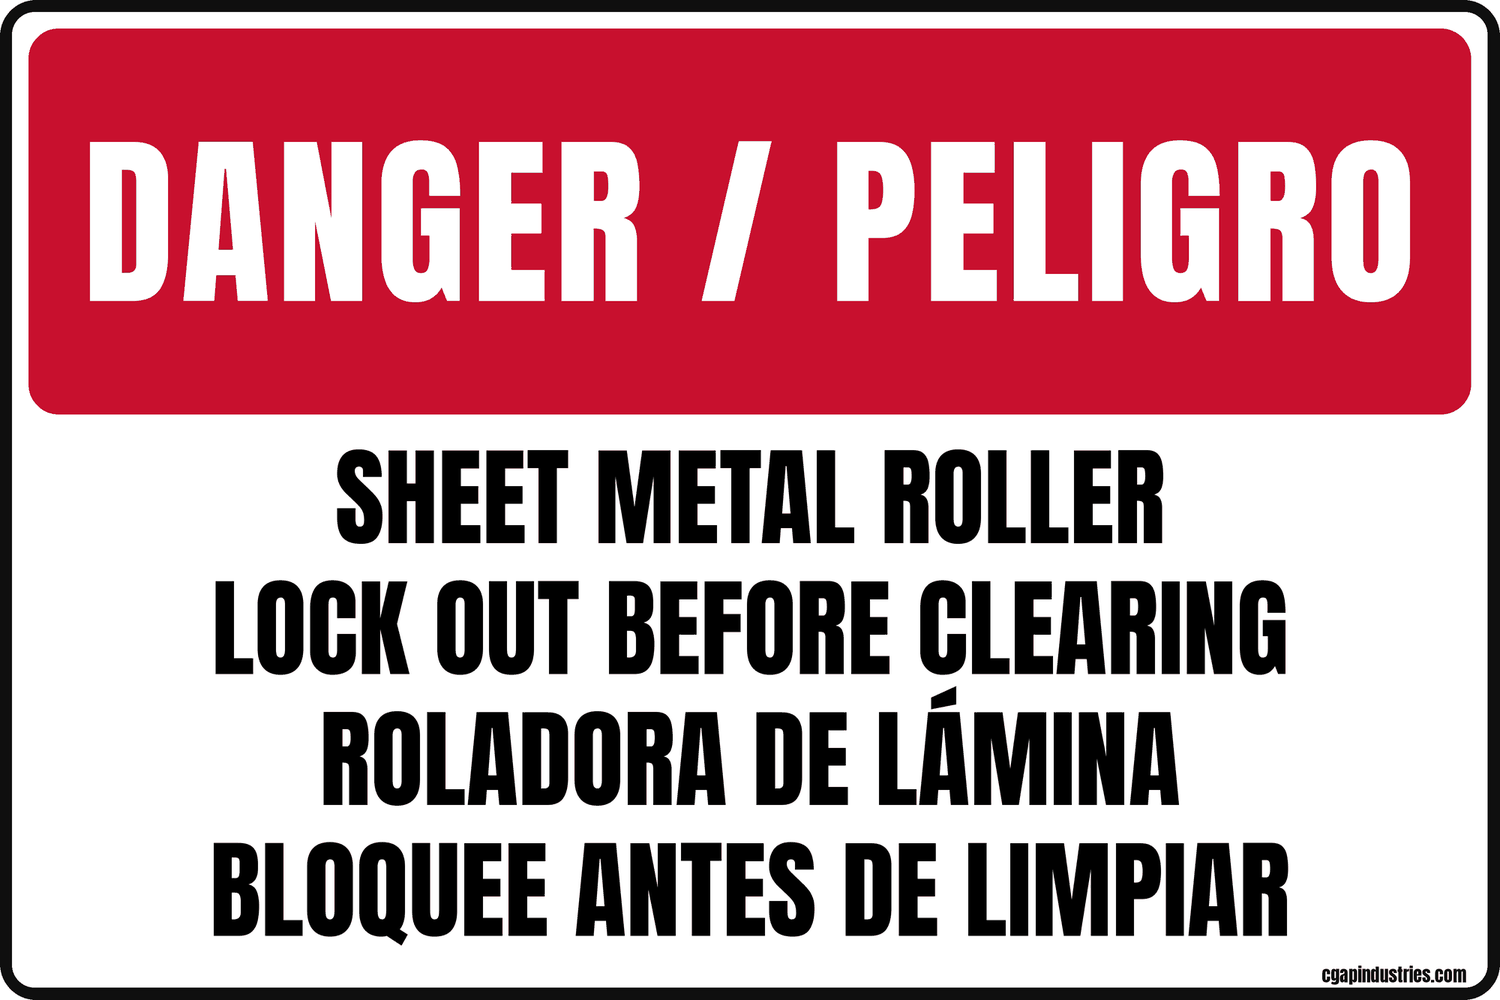 DANGER / PELIGRO
SHEET METAL ROLLER
LOCK OUT BEFORE CLEARING
ROLADORA DE LÁMINA
BLOQUEE ANTES DE LIMPIAR
cgapindustries.com